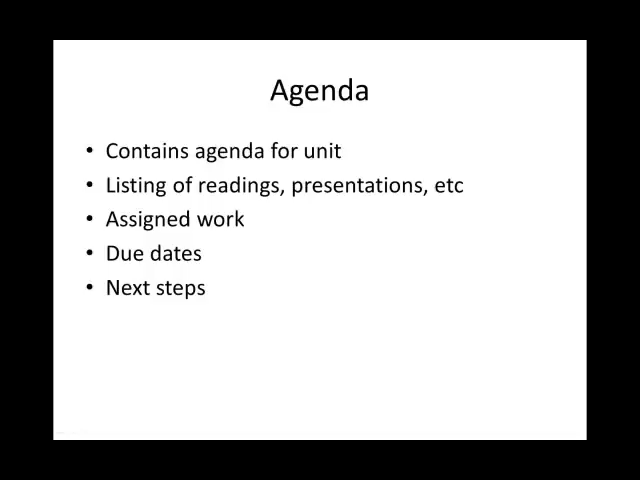 Agenda
• Contains agenda for unit
• Listing of readings, presentations, etc
• Assigned work
• Due dates
• Next steps